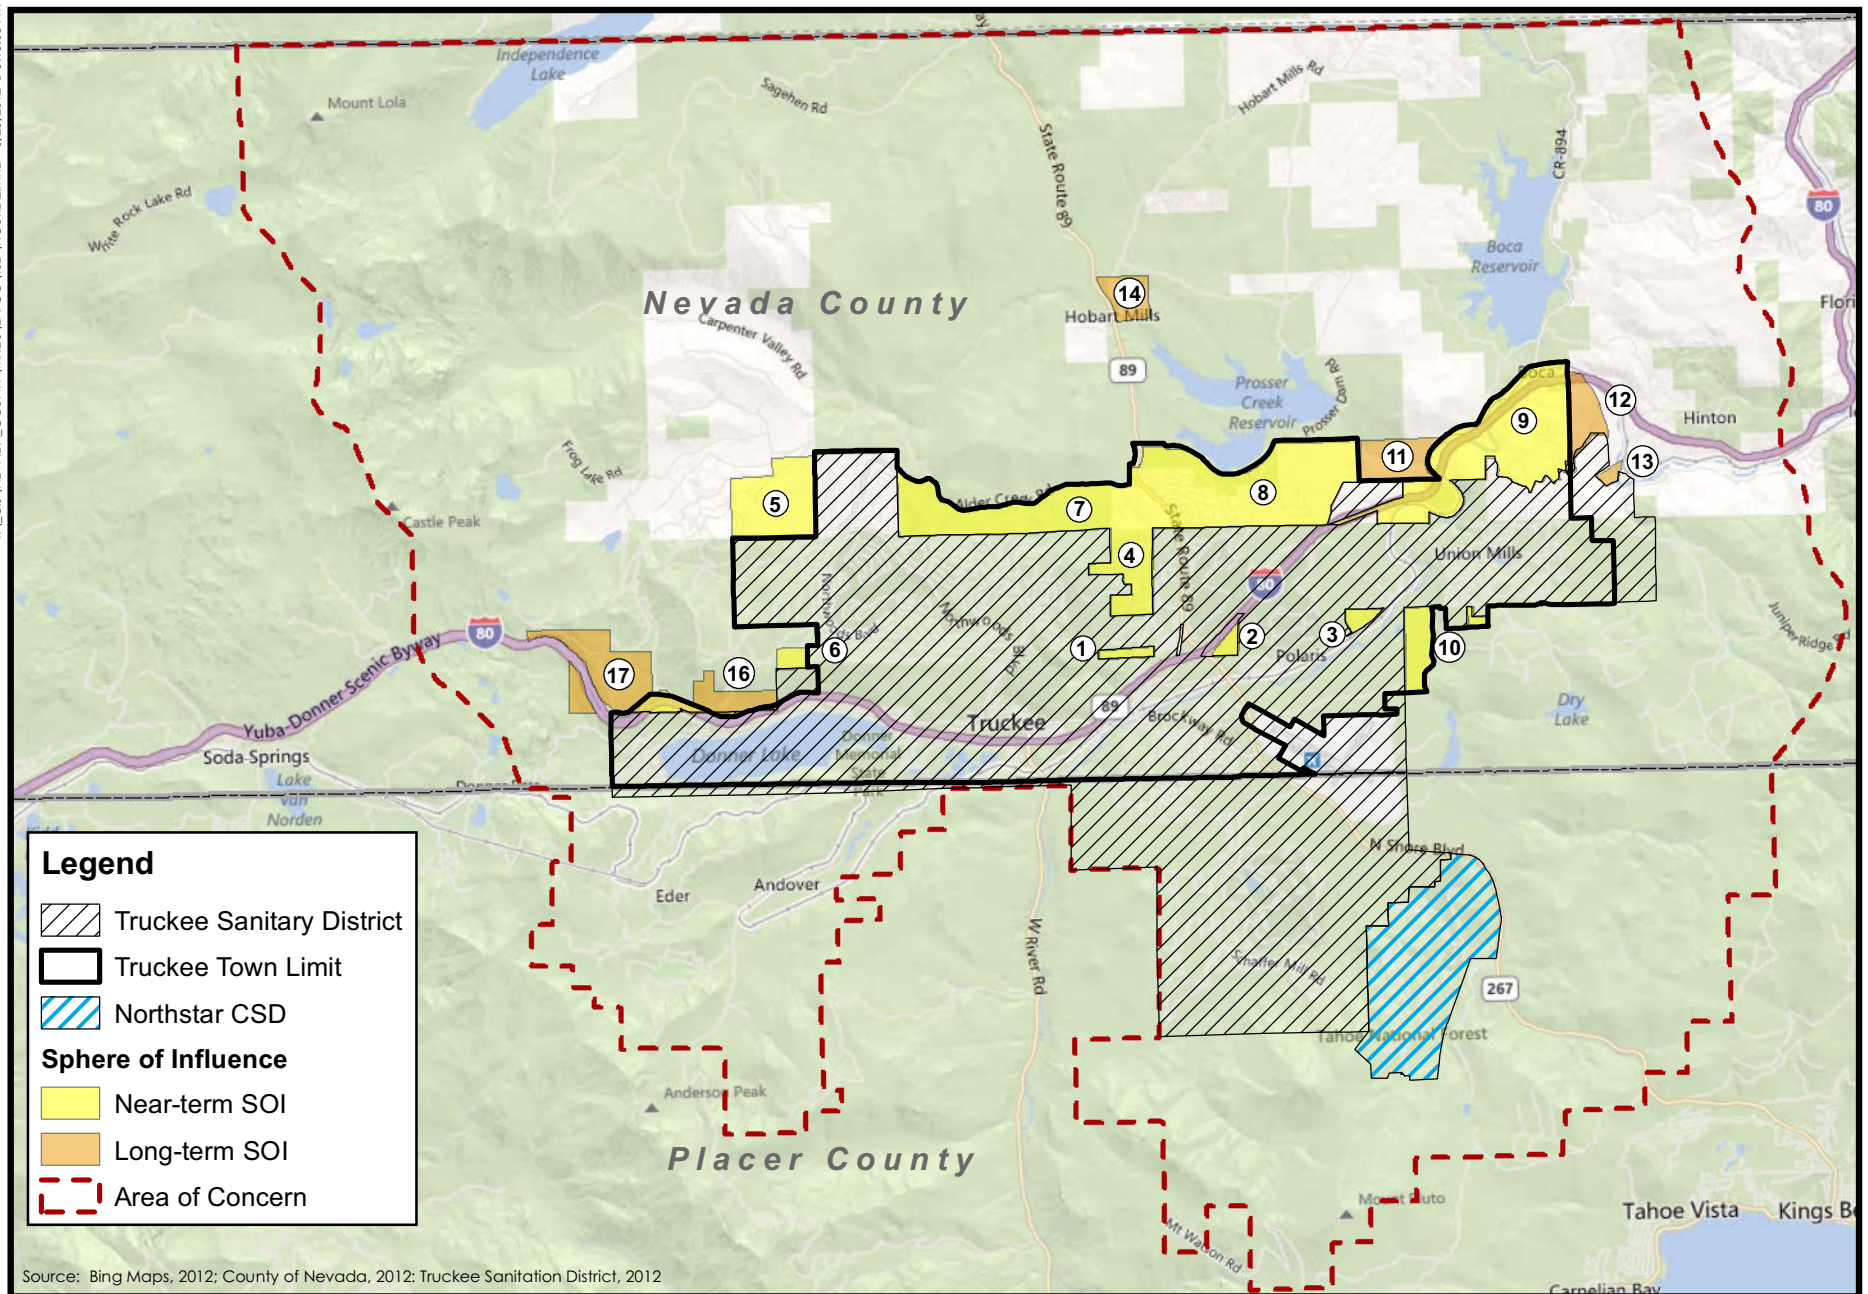 Independence
Lake
Mount Lola
Sagehen Rd
Hobart Mills Rd
State Route 89
CR-894
80
White Rock Lake Rd
Boca
Reservoir
Nevada County
14
Hobart Mills
Carpenter Valley Rd
89
Prosser
Creek
Reservoir
Prosser Dam Rd
Boca
12
Hinton
9
11
13
Frog Lake Rd
5
Alder Creek Rd
7
8
Castle Peak
State Route 89
4
Union Mills
80
Northwoods Blvd
Northwoods Blvd
Juniper Ridge Rd
80
Yuba-Donner Scenic Byway
6
1
2
3
Polaris
10
17
16
Dry
Lake
89
Brockway Rd
Truckee
Donner Lake
Donner
Memorial
State
Park
Soda Springs
Lake
Van
Norden
N Shore Blvd
Eder
Andover
W River Rd
Schaffer Mill Rd
267
Tahoe National Forest
Anderson Peak
Placer County
Mount Pluto
Mt Watson Rd
Tahoe Vista
Carnelian Bay
Legend
Truckee Sanitary District
Truckee Town Limit
Northstar CSD
Sphere of Influence
Near-term SOI
Long-term SOI
Area of Concern
Source: Bing Maps, 2012; County of Nevada, 2012: Truckee Sanitation District, 2012